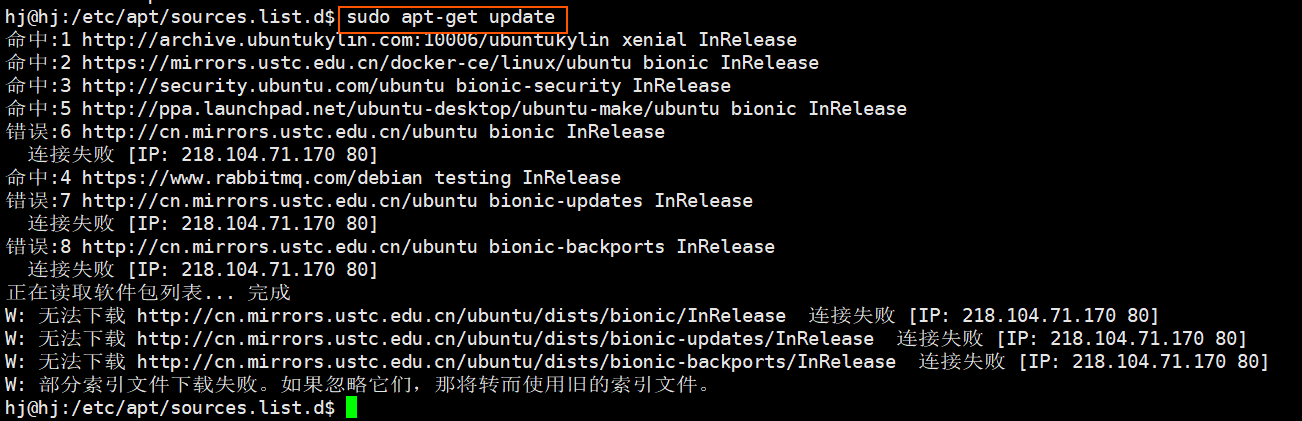 hj@hj:/etc/apt/sources.list.d$ sudo apt-get update
命中:1 http://archive.ubuntukylin.com:10006/ubuntukylin xenial InRelease
命中:2 https://mirrors.ustc.edu.cn/docker-ce/linux/ubuntu bionic InRelease
命中:3 http://security.ubuntu.com/ubuntu bionic-security InRelease
命中:5 http://ppa.launchpad.net/ubuntu-desktop/ubuntu-make/ubuntu bionic InRelease
错误:6 http://cn.mirrors.ustc.edu.cn/ubuntu bionic InRelease
  连接失败 [IP: 218.104.71.170 80]
命中:4 https://www.rabbitmq.com/debian testing InRelease
错误:7 http://cn.mirrors.ustc.edu.cn/ubuntu bionic-updates InRelease
  连接失败 [IP: 218.104.71.170 80]
错误:8 http://cn.mirrors.ustc.edu.cn/ubuntu bionic-backports InRelease
  连接失败 [IP: 218.104.71.170 80]
正在读取软件包列表... 完成
W: 无法下载 http://cn.mirrors.ustc.edu.cn/ubuntu/dists/bionic/InRelease  连接失败 [IP: 218.104.71.170 80]
W: 无法下载 http://cn.mirrors.ustc.edu.cn/ubuntu/dists/bionic-updates/InRelease  连接失败 [IP: 218.104.71.170 80]
W: 无法下载 http://cn.mirrors.ustc.edu.cn/ubuntu/dists/bionic-backports/InRelease  连接失败 [IP: 218.104.71.170 80]
W: 部分索引文件下载失败。如果忽略它们，那将转而使用旧的索引文件。
hj@hj:/etc/apt/sources.list.d$